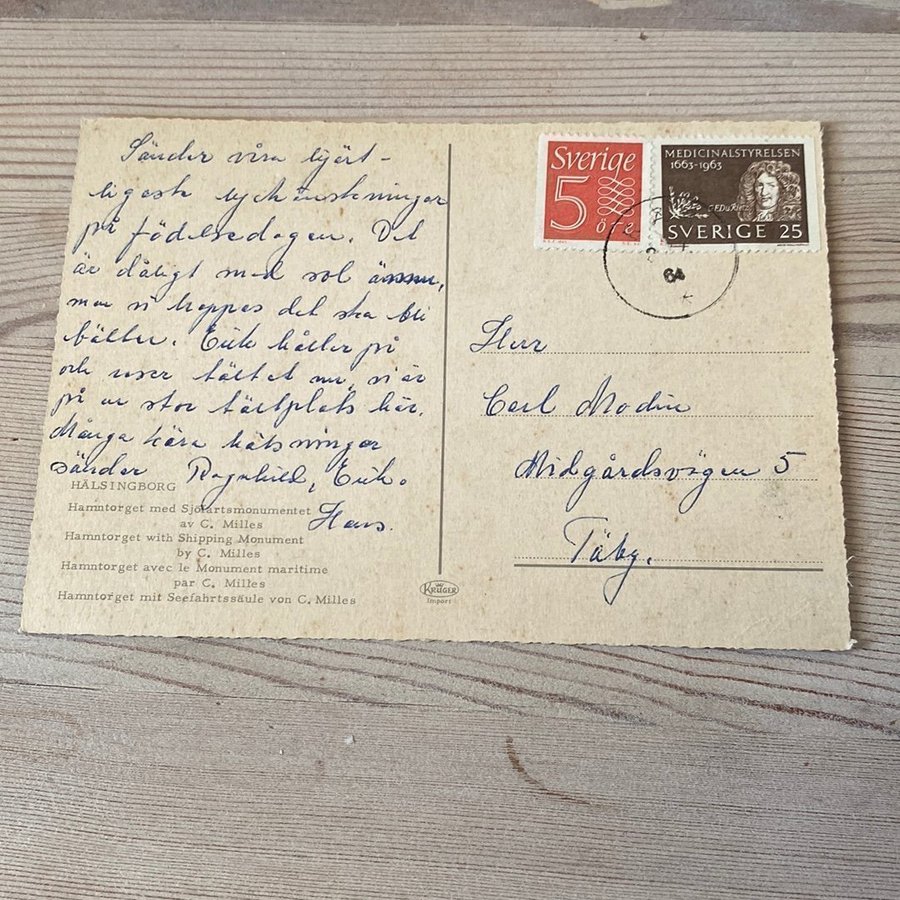 Sänder våra hjärt-
ligaste lyckönskningar
på födelsedagen. Det
är dåligt med sol ännu,
men vi hoppas det ska bli
bättre. Erik håller på
och reser tältet nu, vi är
på en stor tältplats här.
Många kära hälsningar
sänder Ragnhild, Erik.
Hans.
HÄLSINGBORG
Hamntorget med Sjöfartsmonumentet
av C. Milles
Hamntorget with Shipping Monument
by C. Milles
Hamntorget avec le Monument maritime
par C. Milles
Hamntorget mit Seefahrtssäule von C. Milles
KRÜGER
Import
Sverige
5
öre
MEDICINALSTYRELSEN
1663-1963
G.F.Du Rietz
SVERIGE 25
64
Herr
Carl Modin
Midgårdsvägen 5
Täby.